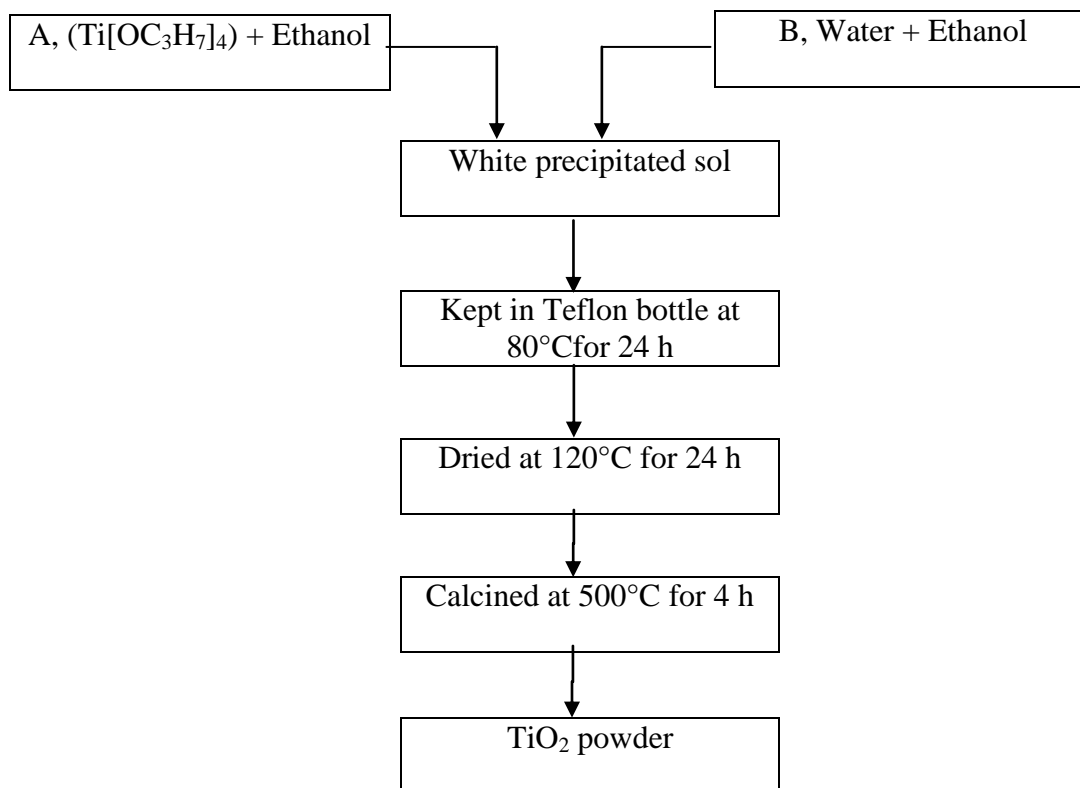 A, (Ti[OC₃H₇]₄) + Ethanol
B, Water + Ethanol
White precipitated sol
Kept in Teflon bottle at
80°Cfor 24 h
Dried at 120°C for 24 h
Calcined at 500°C for 4 h
TiO₂ powder